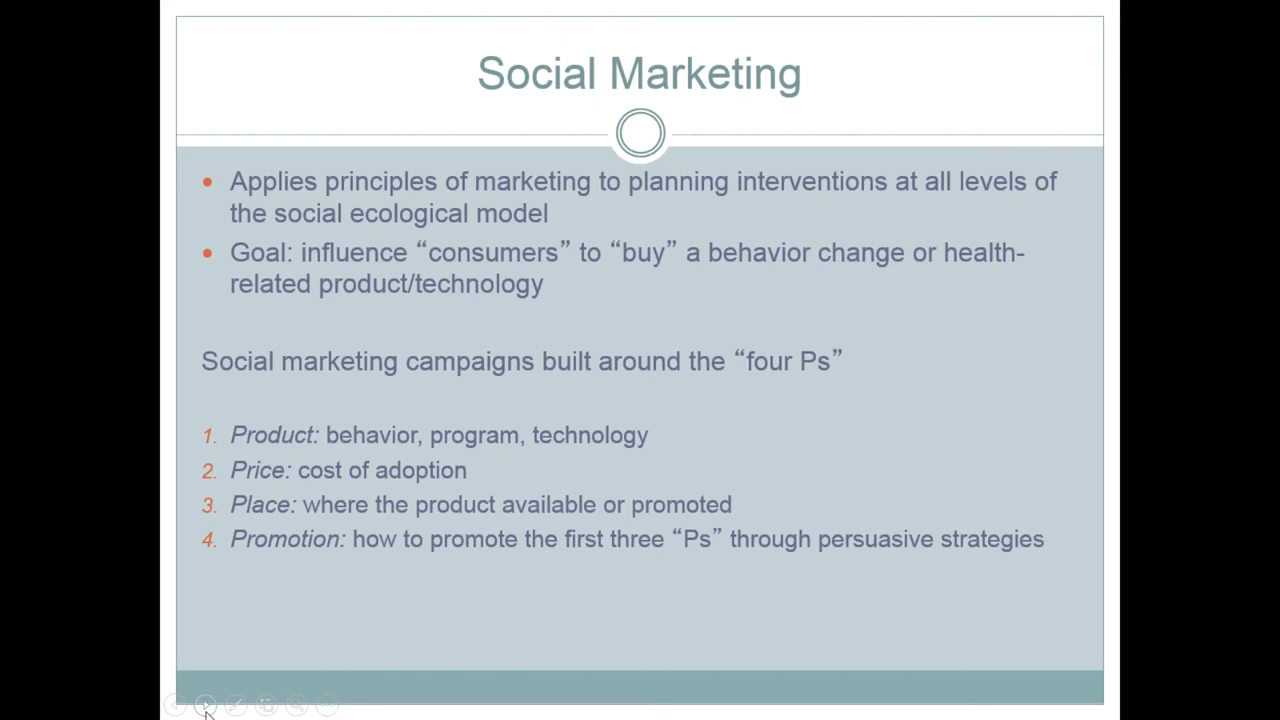 Social Marketing
• Applies principles of marketing to planning interventions at all levels of
the social ecological model
• Goal: influence “consumers” to “buy” a behavior change or health-
related product/technology
Social marketing campaigns built around the “four Ps”
1. Product: behavior, program, technology
2. Price: cost of adoption
3. Place: where the product available or promoted
4. Promotion: how to promote the first three “Ps” through persuasive strategies